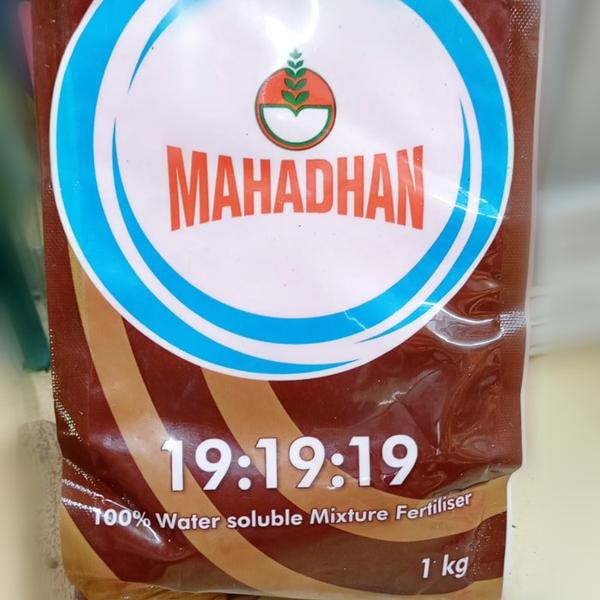 MAHADHAN
19:19:19
100% Water soluble Mixture Fertiliser
1 kg